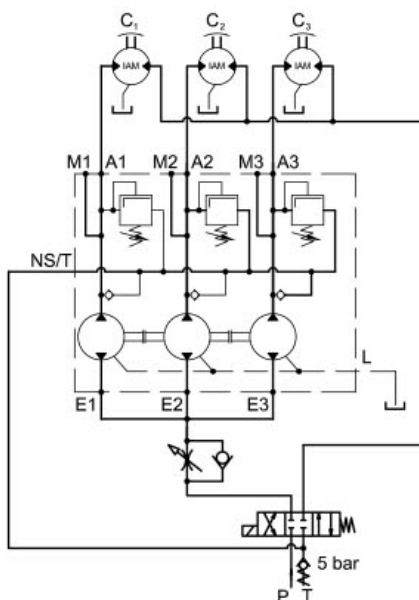 C1 C2 C3
IAM IAM IAM
M1 A1 M2 A2 M3 A3
NS/T
L
E1 E2 E3
5 bar
P T